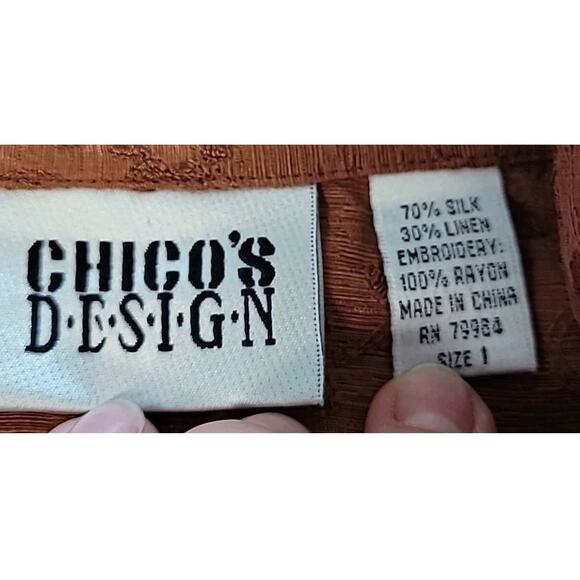 CHICO'S
D·E·S·I·G·N
70% SILK
30% LINEN
EMBROIDERY:
100% RAYON
MADE IN CHINA
RN 79984
SIZE 1